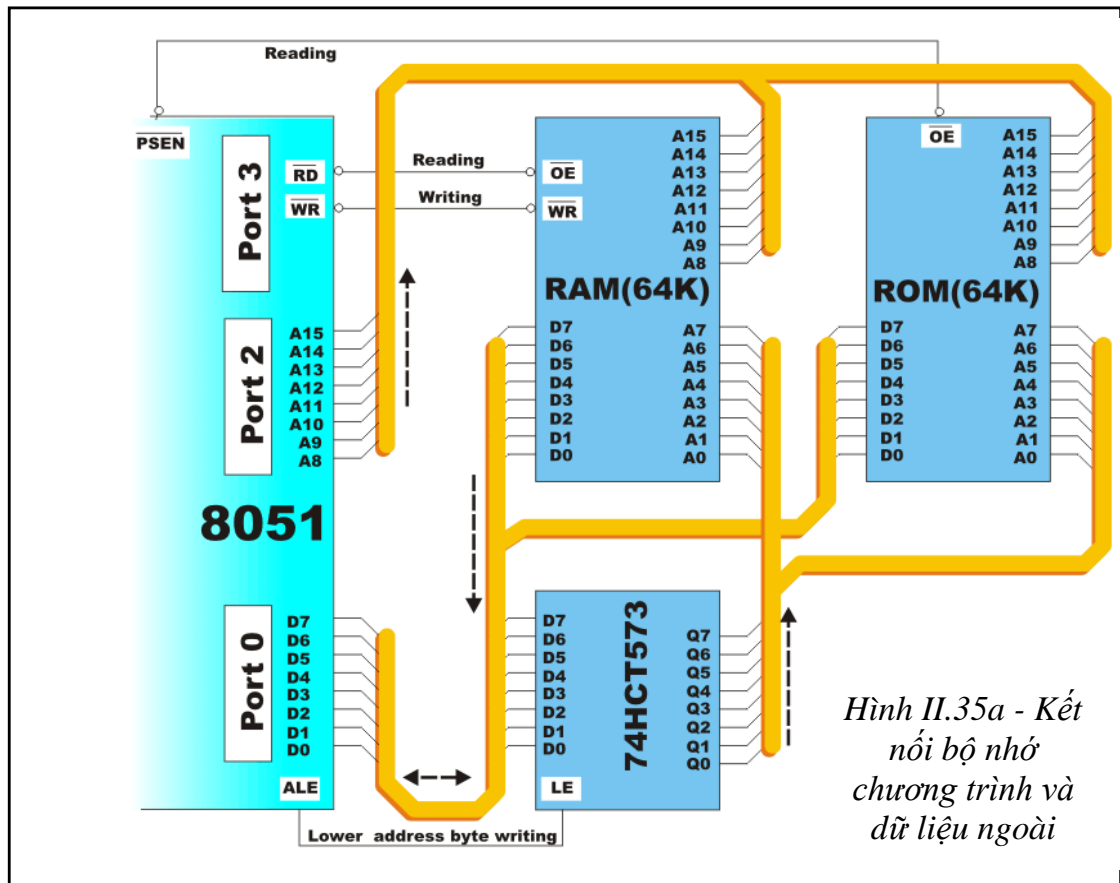 Reading
PSEN
Port 3
RD
WR
Reading
Writing
OE
WR
A15
A14
A13
A12
A11
A10
A9
A8
RAM(64K)
D7
D6
D5
D4
D3
D2
D1
D0
A7
A6
A5
A4
A3
A2
A1
A0
OE
A15
A14
A13
A12
A11
A10
A9
A8
ROM(64K)
D7
D6
D5
D4
D3
D2
D1
D0
A7
A6
A5
A4
A3
A2
A1
A0
Port 2
A15
A14
A13
A12
A11
A10
A9
A8
8051
Port 0
D7
D6
D5
D4
D3
D2
D1
D0
ALE
D7
D6
D5
D4
D3
D2
D1
D0
74HCT573
Q7
Q6
Q5
Q4
Q3
Q2
Q1
Q0
LE
Lower address byte writing
Hình II.35a - Kết
nối bộ nhớ
chương trình và
dữ liệu ngoài